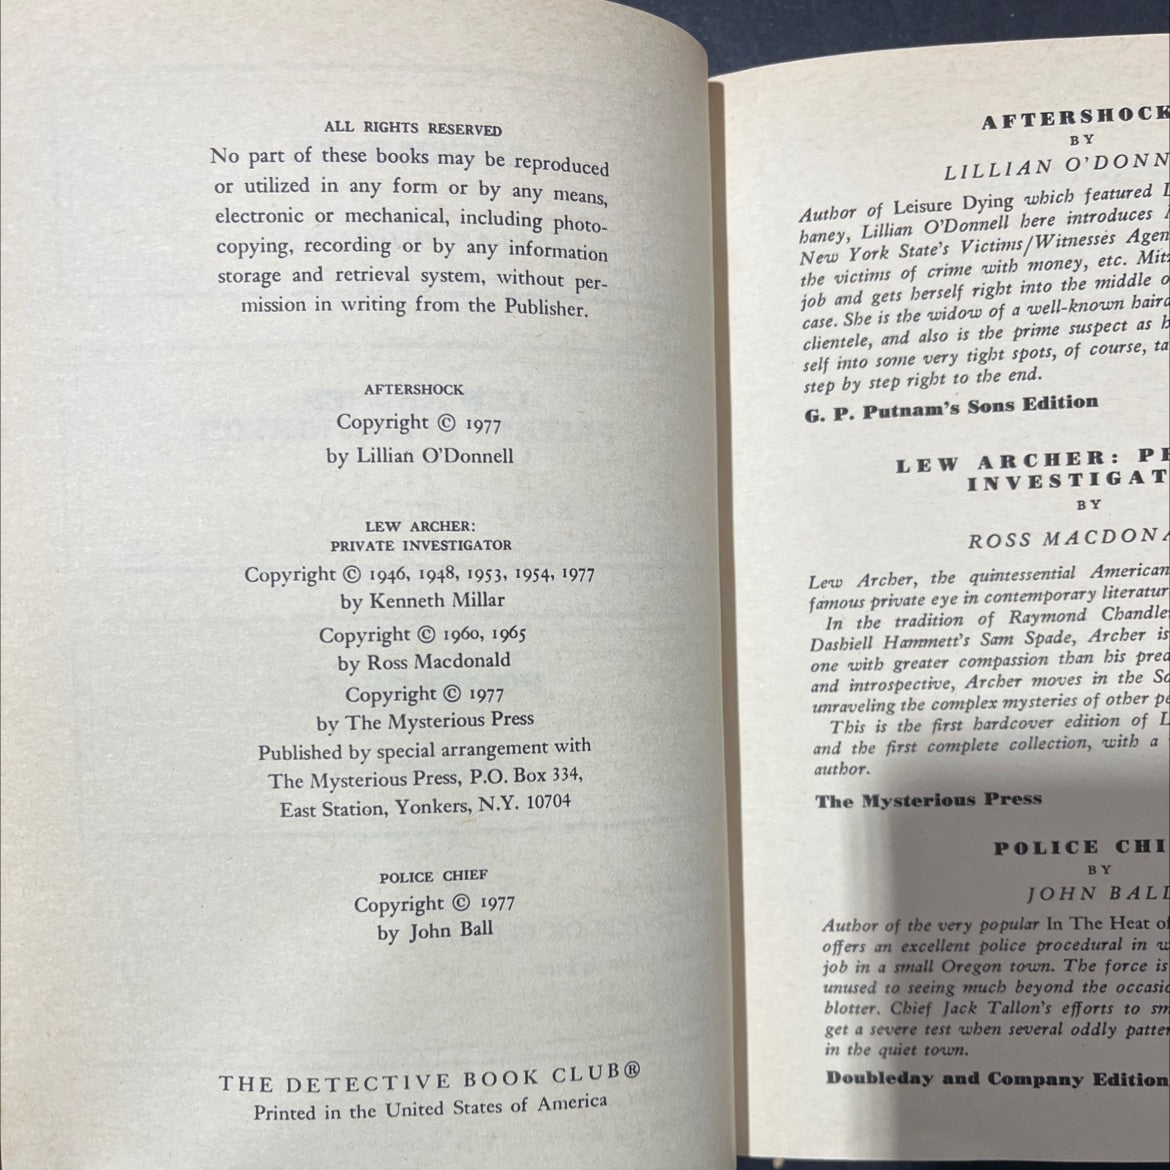 ALL RIGHTS RESERVED
No part of these books may be reproduced
or utilized in any form or by any means,
electronic or mechanical, including photo-
copying, recording or by any information
storage and retrieval system, without per-
mission in writing from the Publisher.
AFTERSHOCK
Copyright © 1977
by Lillian O'Donnell
LEW ARCHER:
PRIVATE INVESTIGATOR
Copyright © 1946, 1948, 1953, 1954, 1977
by Kenneth Millar
Copyright © 1960, 1965
by Ross Macdonald
Copyright © 1977
by The Mysterious Press
Published by special arrangement with
The Mysterious Press, P.O. Box 334,
East Station, Yonkers, N.Y. 10704
POLICE CHIEF
Copyright © 1977
by John Ball
THE DETECTIVE BOOK CLUB®
Printed in the United States of America
AFTERSHOCK
BY
LILLIAN O'DONN
Author of Leisure Dying which featured
haney, Lillian O'Donnell here introduces
New York State's Victims/Witnesses Agen
the victims of crime with money, etc. Mit
job and gets herself right into the middle o
case. She is the widow of a well-known haird
clientele, and also is the prime suspect as h
self into some very tight spots, of course, ta
step by step right to the end.
G. P. Putnam's Sons Edition
LEW ARCHER: PR
INVESTIGAT
BY
ROSS MACDONA
Lew Archer, the quintessential American
famous private eye in contemporary literatur
In the tradition of Raymond Chandle
Dashiell Hammett's Sam Spade, Archer is
one with greater compassion than his pred
and introspective, Archer moves in the So
unraveling the complex mysteries of other pe
This is the first hardcover edition of L
and the first complete collection, with a
author.
The Mysterious Press
POLICE CHI
BY
JOHN BALL
Author of the very popular In The Heat of
offers an excellent police procedural in w
job in a small Oregon town. The force is
unused to seeing much beyond the occasio
blotter. Chief Jack Tallon's efforts to sm
get a severe test when several oddly patter
in the quiet town.
Doubleday and Company Edition